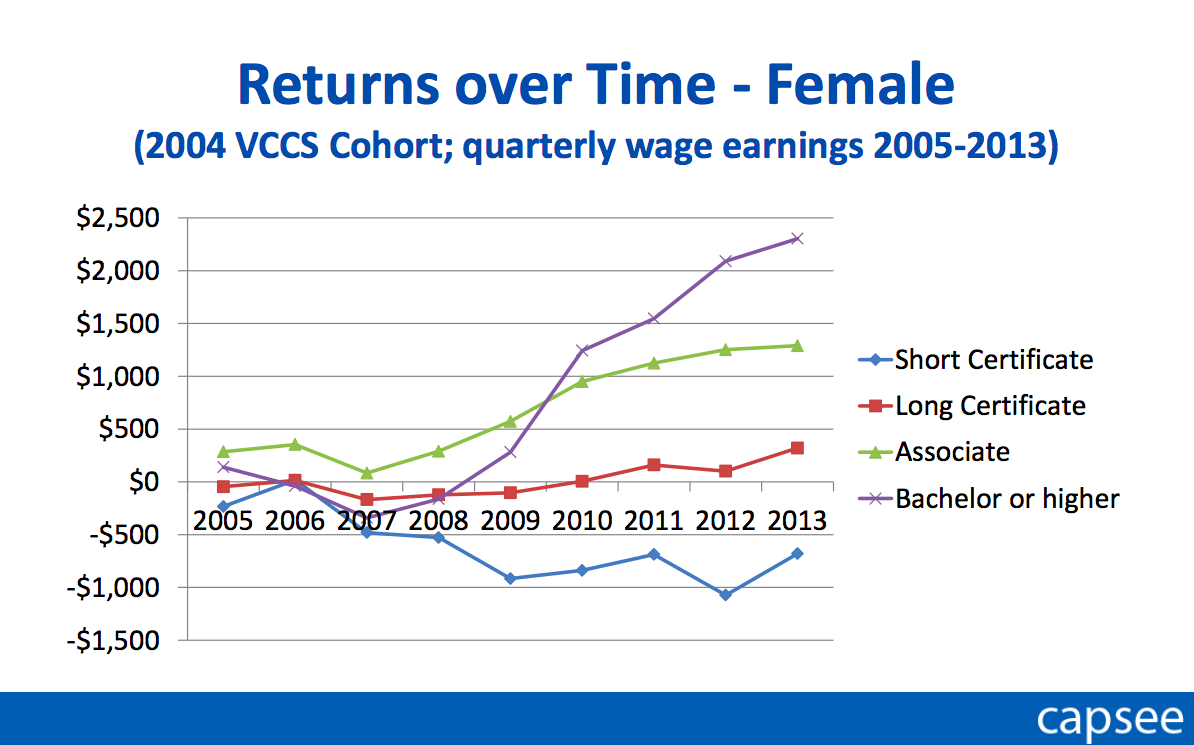 Returns over Time - Female
(2004 VCCS Cohort; quarterly wage earnings 2005-2013)
$2,500
$2,000
$1,500
$1,000
$500
$0
-$500
-$1,000
-$1,500
2005 2006 2007 2008 2009 2010 2011 2012 2013
Short Certificate
Long Certificate
Associate
Bachelor or higher
capsee